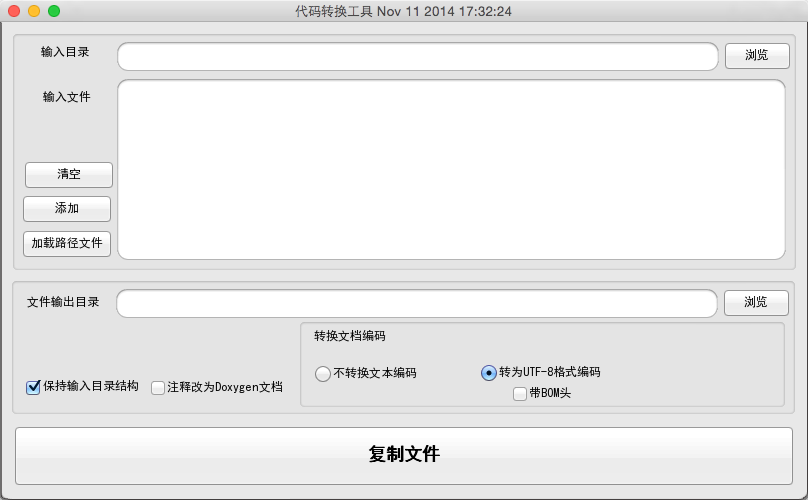 代码转换工具 Nov 11 2014 17:32:24
输入目录
浏览
输入文件
清空
添加
加载路径文件
文件输出目录
浏览
转换文档编码
不转换文本编码
转为UTF-8格式编码
保持输入目录结构
注释改为Doxygen文档
带BOM头
复制文件